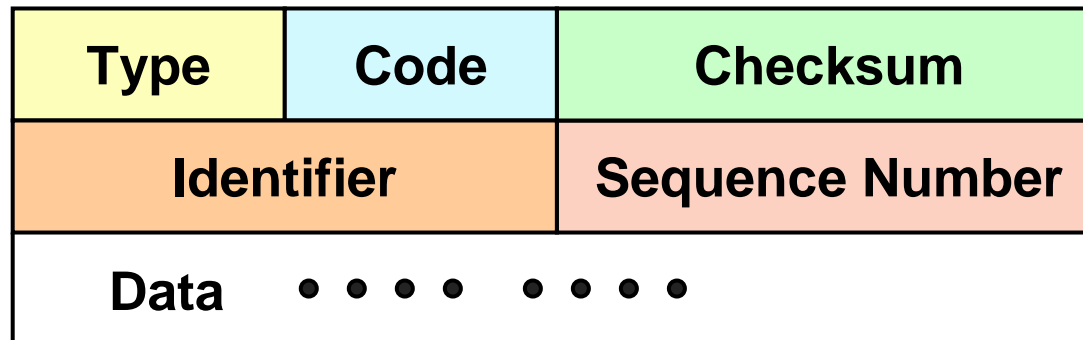 Type Code Checksum
Identifier Sequence Number
Data •••• ••••